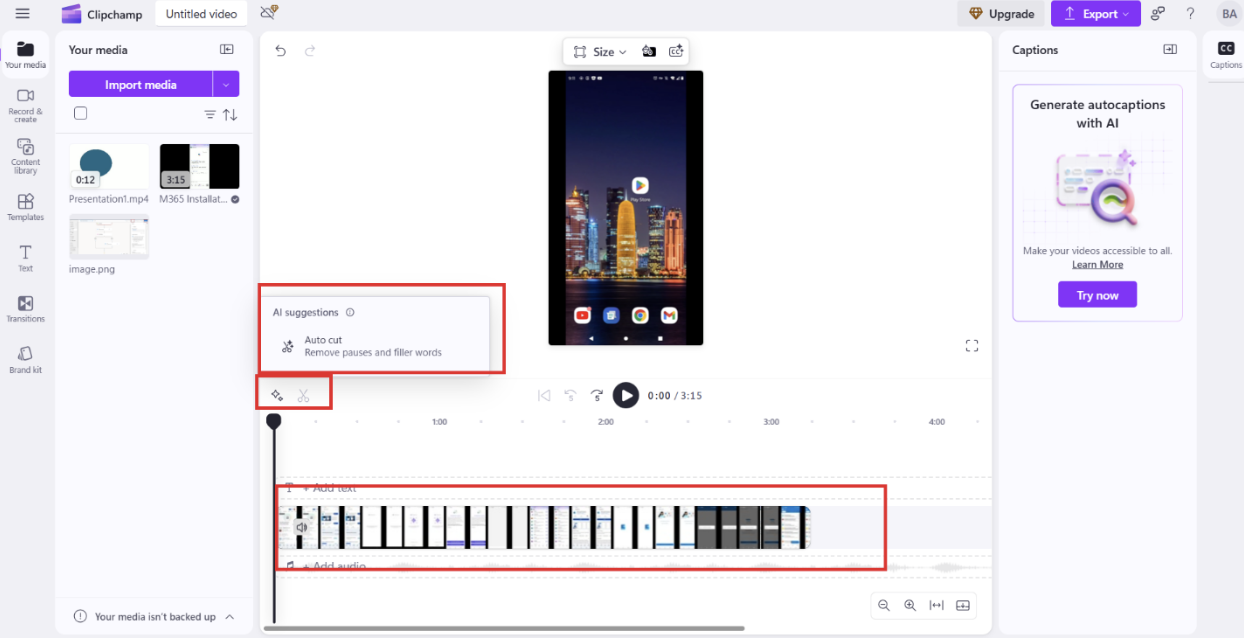 Clipchamp
Untitled video
Upgrade
Export
?
BA
Your media
Record &
create
Content
library
Templates
Text
Transitions
Brand kit
Your media
Import media
0:12
3:15
Presentation1.mp4
M365 Installat...
image.png
Your media isn't backed up
Size
CC
Play Store
AI suggestions
Auto cut
Remove pauses and filler words
5
5
0:00 / 3:15
1:00
2:00
3:00
4:00
T + Add text
+ Add audio
Captions
Generate autocaptions
with AI
Make your videos accessible to all.
Learn More
Try now
CC
Captions